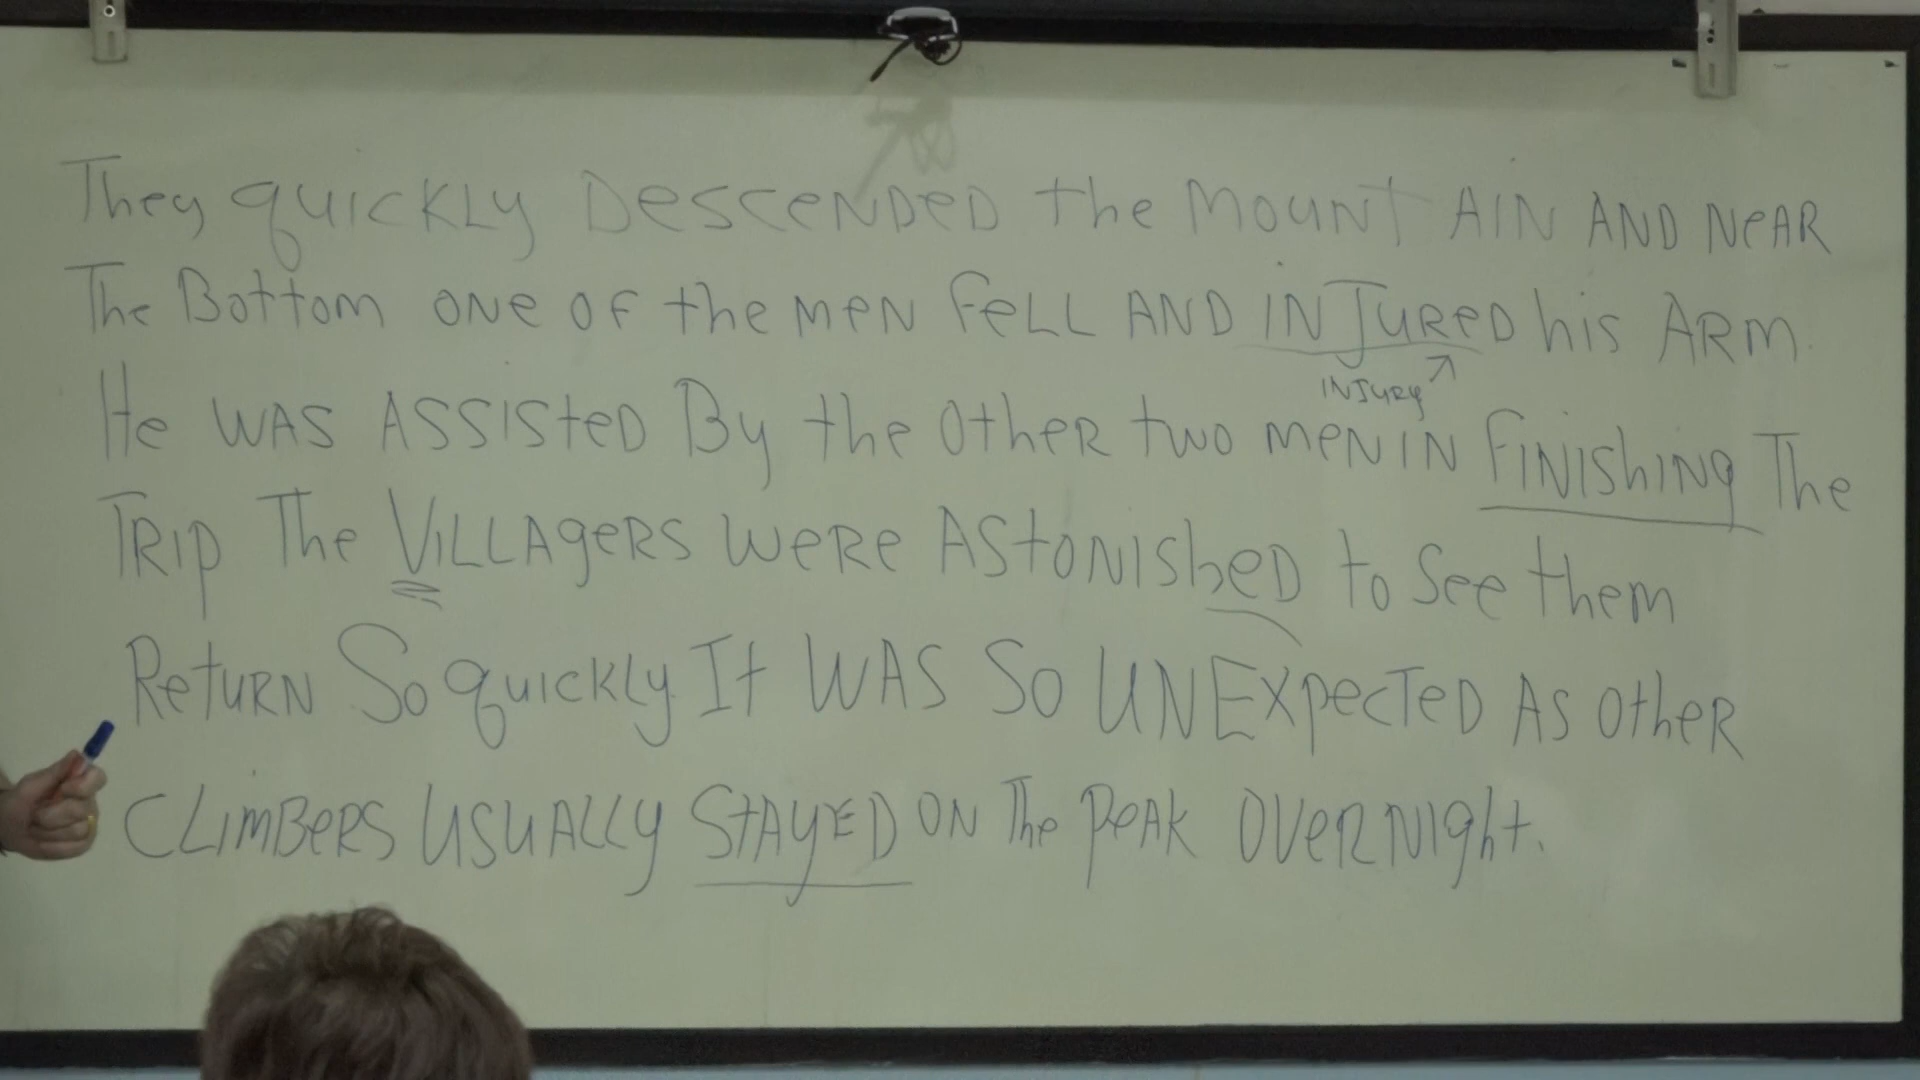 They quickly Descended the Mount AIN AND NeAR
The Bottom ONe OF the meN FeLL AND INJUReD his ARm.
INJury
He WAS ASSISteD By the OtheR two meN IN FINIShINg The
TRIp The VILLAgeRS WeRe AStONISheD to See them
ReturN So quickLy. It WAS So UNExpecTeD AS OtheR
CLImBeRS USUALLy StAyED ON The PeAk OVeRNIght.